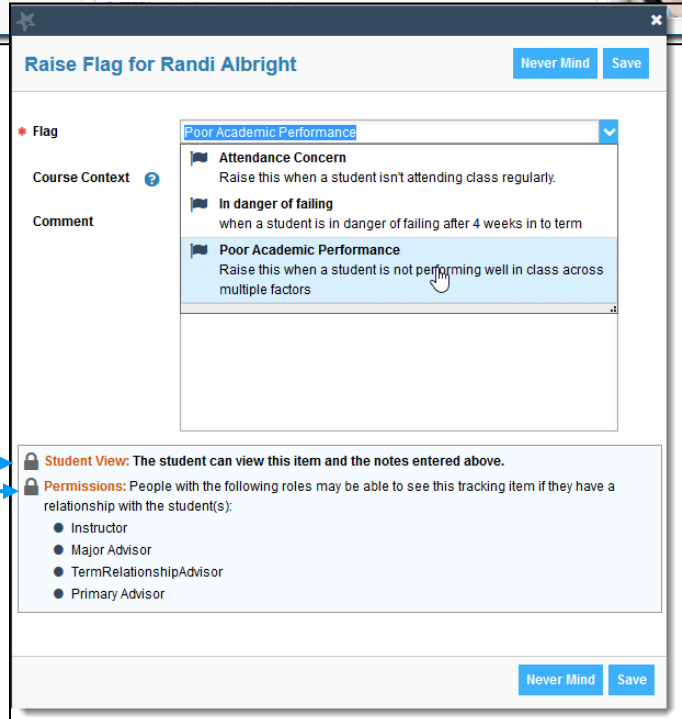 Raise Flag for Randi Albright
Never Mind
Save
* Flag
Poor Academic Performance
Attendance Concern
Raise this when a student isn't attending class regularly.
Course Context ?
In danger of failing
when a student is in danger of failing after 4 weeks in to term
Comment
Poor Academic Performance
Raise this when a student is not performing well in class across
multiple factors
Student View: The student can view this item and the notes entered above.
Permissions: People with the following roles may be able to see this tracking item if they have a
relationship with the student(s):
● Instructor
● Major Advisor
● TermRelationshipAdvisor
● Primary Advisor
Never Mind
Save